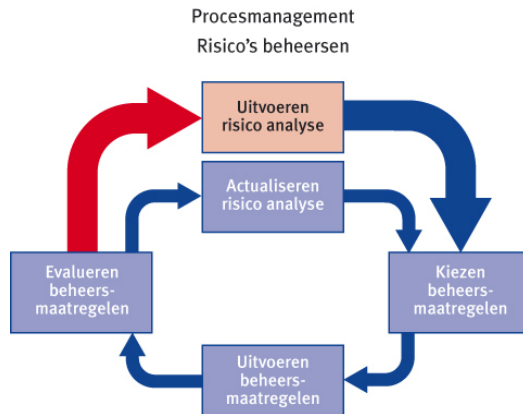 Procesmanagement
Risico's beheersen
Uitvoeren
risico analyse
Actualiseren
risico analyse
Evalueren
beheers-
maatregelen
Kiezen
beheers-
maatregelen
Uitvoeren
beheers-
maatregelen